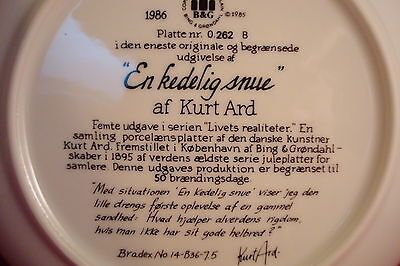 1986
B&G
BING & GRØNDAHL
© 1985
Platte nr. 0 262 B
i den eneste originale og begrænsede
udgivelse af
"En kedelig snue"
af Kurt Ard
Femte udgave i serien "Livets realiteter." En
samling porcelænsplatter af den danske kunstner
Kurt Ard. fremstillet i København af Bing & Grøndahl-
skaber i 1895 af verdens ældste serie juleplatter for
samlere. Denne udgaves produktion er begrænset til
50 brændingsdage
"Med situationen 'En Kedelig snue' viser jeg den
lille drengs første oplevelse af en gammel
sandhed: Hvad hjælper alverdens rigdom,
hvis man ikke har sit gode helbred?"
Bradex No 14-B36-7.5
Kurt Ard.